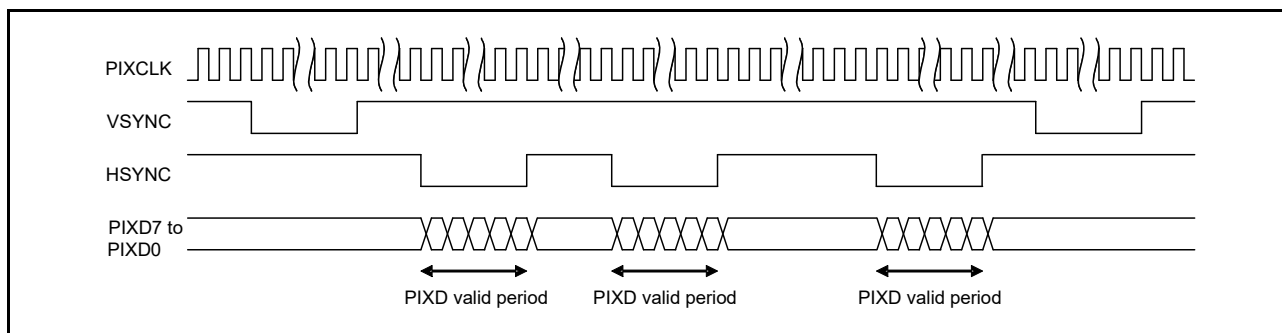 PIXCLK
VSYNC
HSYNC
PIXD7 to
PIXD0
PIXD valid period
PIXD valid period
PIXD valid period